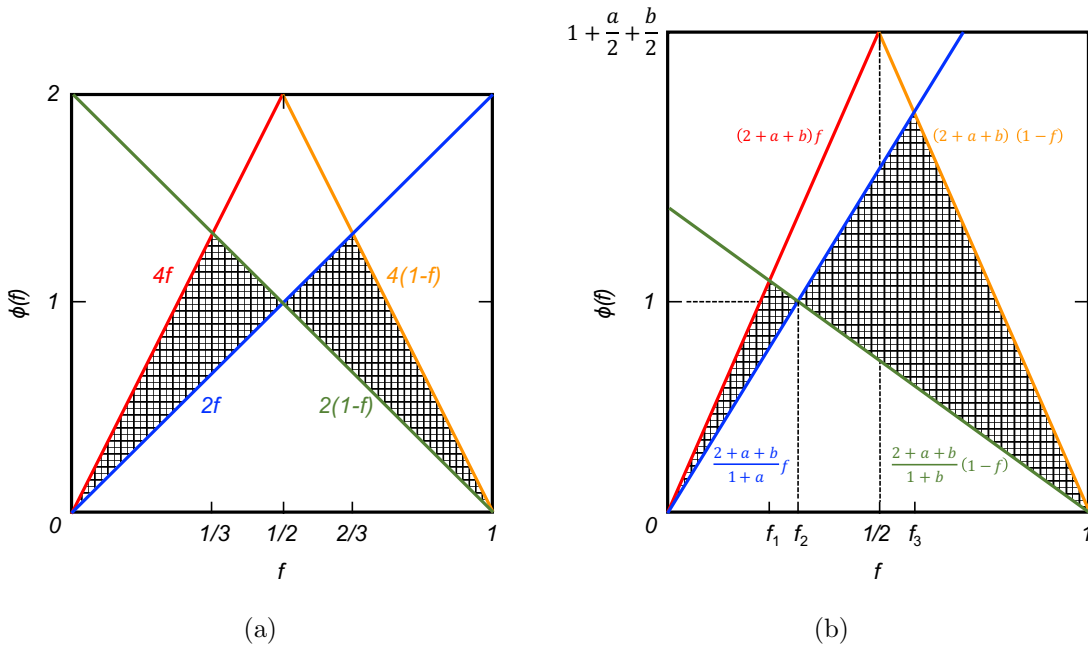 2
ϕ(f)
1
4f
4(1-f)
2f
2(1-f)
0
1/3
1/2
2/3
1
f
(a)
1 + a/2 + b/2
ϕ(f)
1
(2 + a + b)f
(2 + a + b) (1 − f)
(2 + a + b)/(1 + a) f
(2 + a + b)/(1 + b) (1 − f)
0
f₁
f₂
1/2
f₃
1
f
(b)